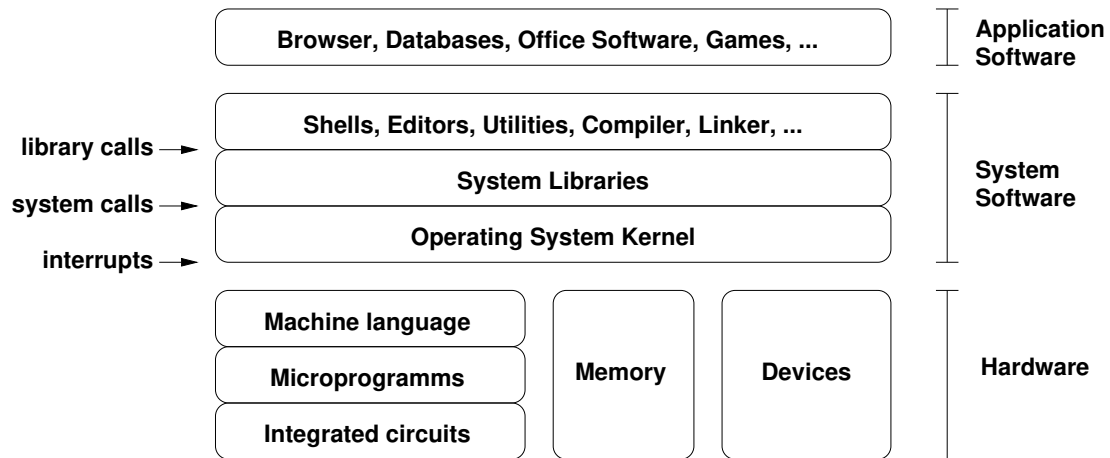 Browser, Databases, Office Software, Games, ...
Application
Software
Shells, Editors, Utilities, Compiler, Linker, ...
library calls
System Libraries
System
Software
system calls
Operating System Kernel
interrupts
Machine language
Microprogramms
Memory
Devices
Hardware
Integrated circuits